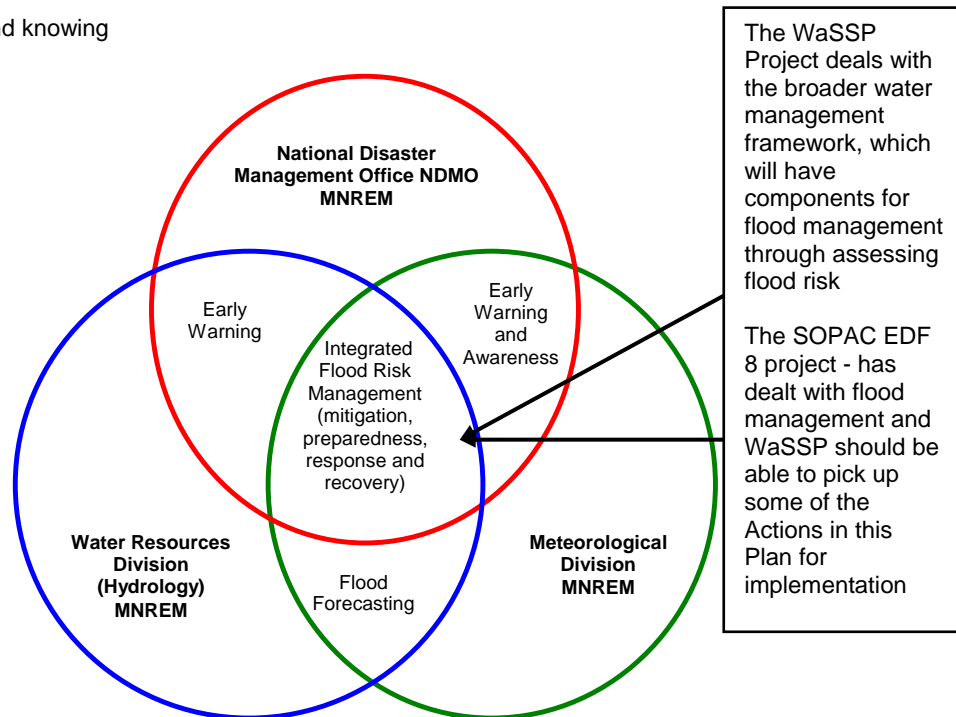 nd knowing
National Disaster
Management Office NDMO
MNREM
Early
Warning
Early
Warning
and
Awareness
Integrated
Flood Risk
Management
(mitigation,
preparedness,
response and
recovery)
Water Resources
Division
(Hydrology)
MNREM
Flood
Forecasting
Meteorological
Division
MNREM
The WaSSP
Project deals with
the broader water
management
framework, which
will have
components for
flood management
through assessing
flood risk
The SOPAC EDF
8 project - has
dealt with flood
management and
WaSSP should be
able to pick up
some of the
Actions in this
Plan for
implementation